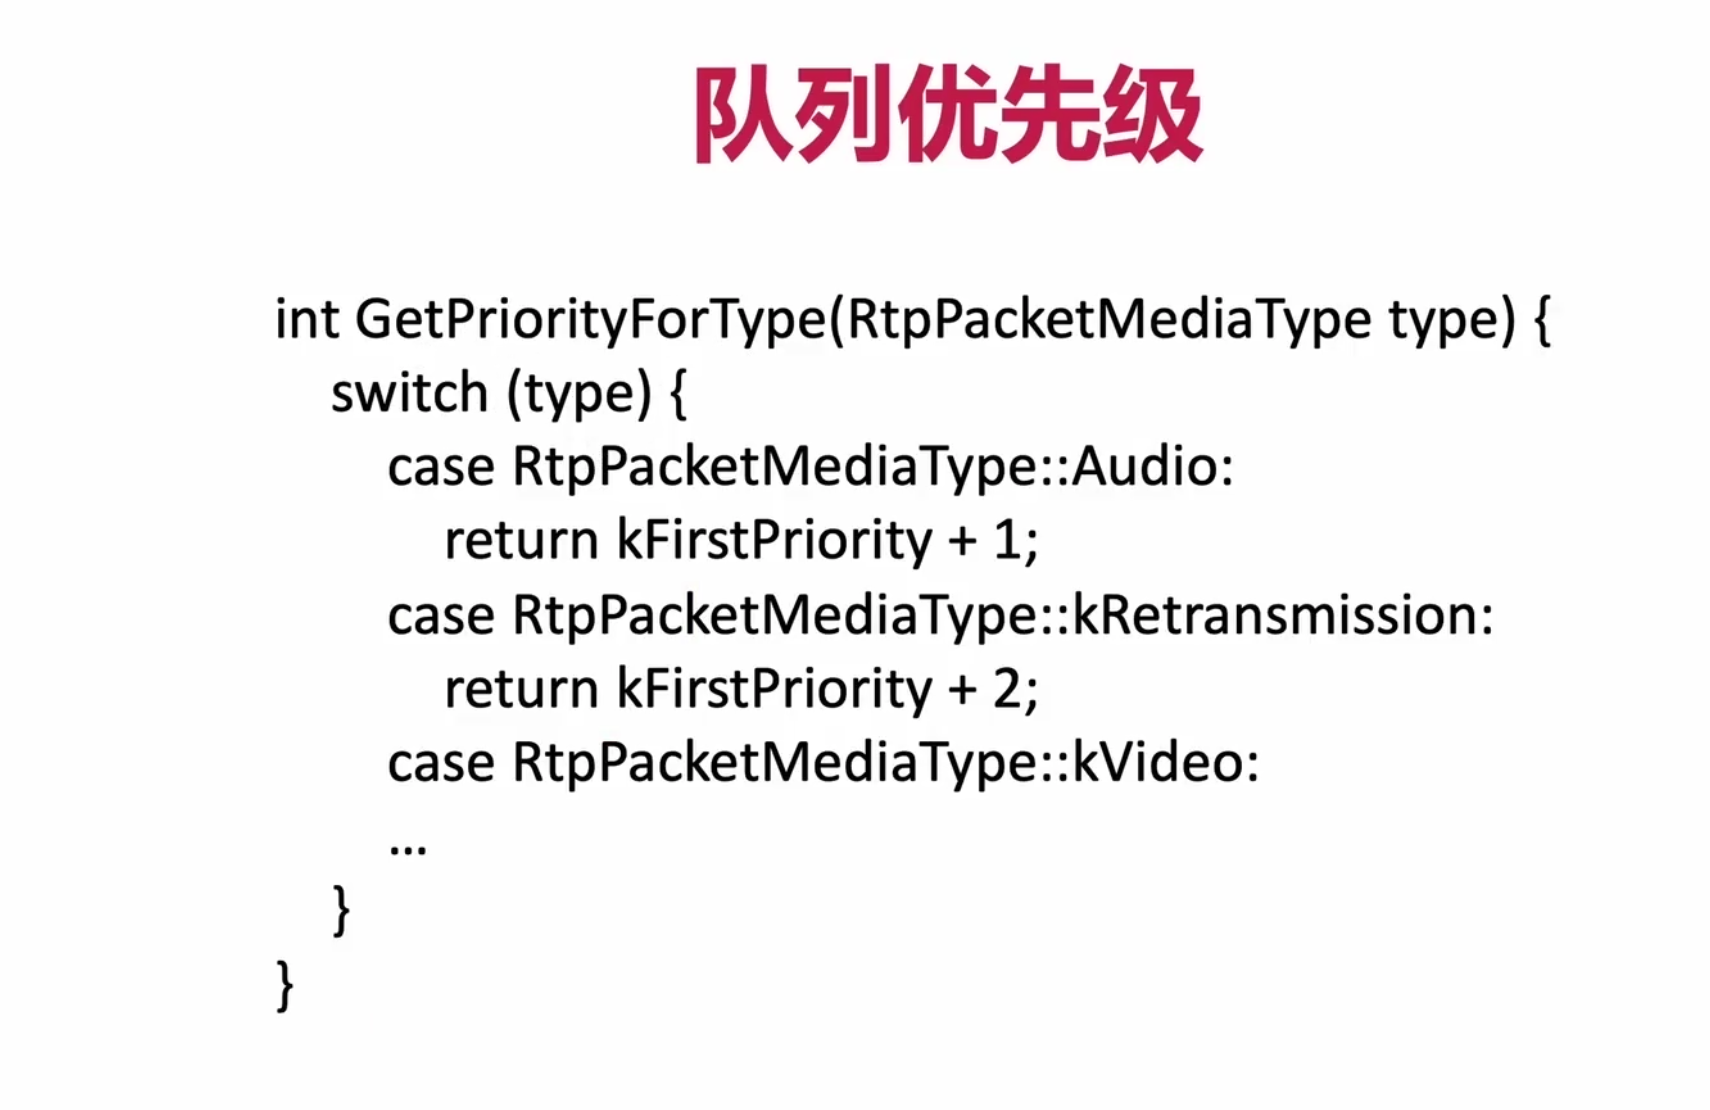 队列优先级
int GetPriorityForType(RtpPacketMediaType type) {
switch (type) {
case RtpPacketMediaType::Audio:
return kFirstPriority + 1;
case RtpPacketMediaType::kRetransmission:
return kFirstPriority + 2;
case RtpPacketMediaType::kVideo:
...
}
}